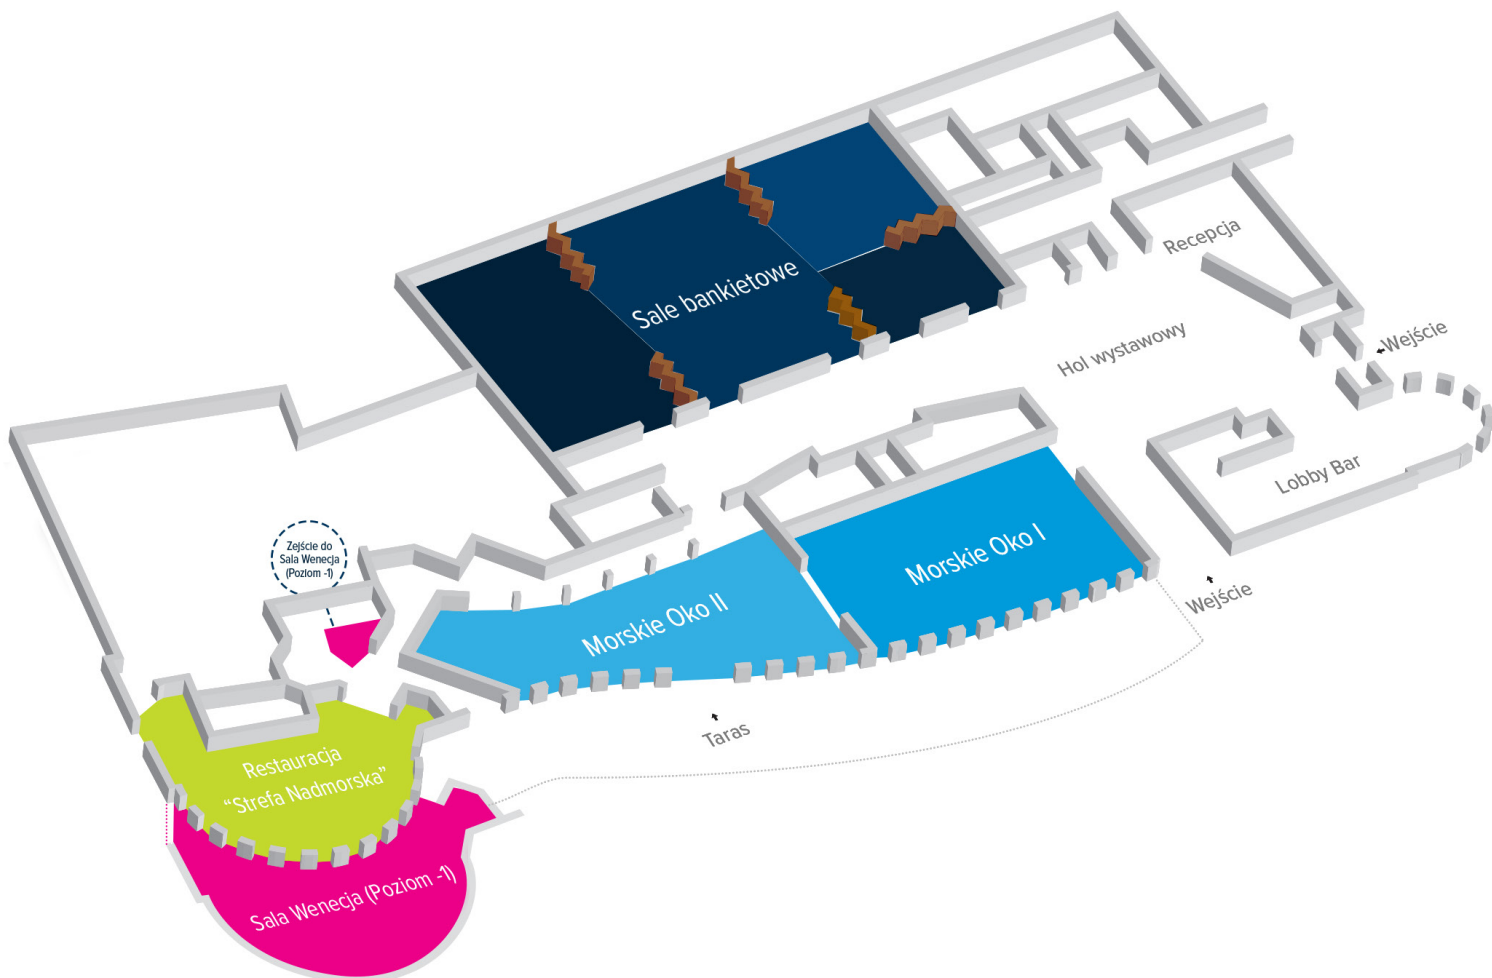 Sale bankietowe
Recepcja
Hol wystawowy
Wejście
Lobby Bar
Zejście do
Sala Wenecja
(Poziom -1)
Morskie Oko I
Morskie Oko II
Wejście
Taras
Restauracja
“Strefa Nadmorska”
Sala Wenecja (Poziom -1)